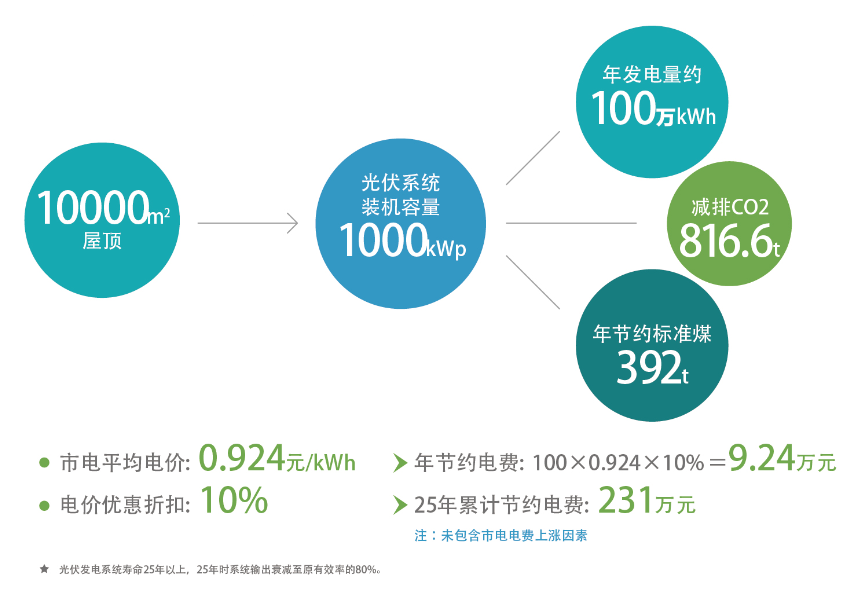 10000m²
屋顶
光伏系统
装机容量
1000kWp
年发电量约
100万kWh
减排CO2
816.6t
年节约标准煤
392t
市电平均电价: 0.924元/kWh
电价优惠折扣: 10%
年节约电费: 100×0.924×10%=9.24万元
25年累计节约电费: 231万元
注：未包含市电电费上涨因素
★ 光伏发电系统寿命25年以上，25年时系统输出衰减至原有效率的80%。